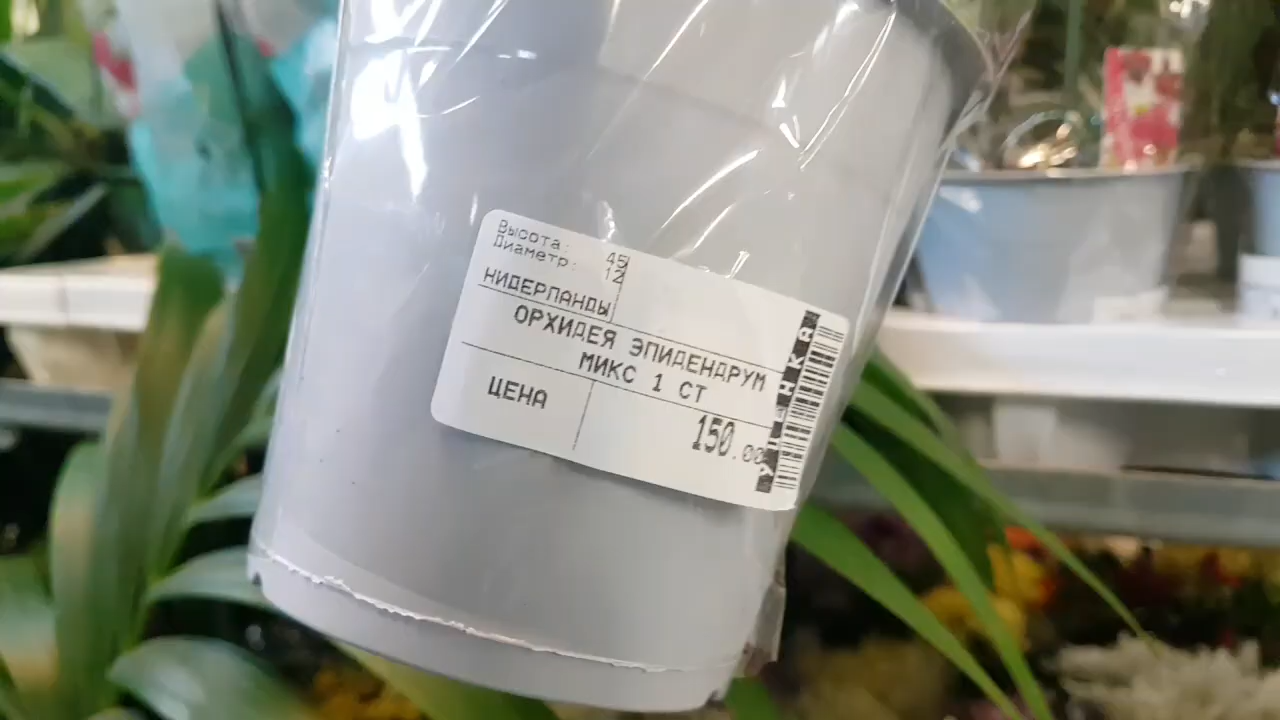 Высота: 45
Диаметр: 12
НИДЕРЛАНДЫ
ОРХИДЕЯ ЭПИДЕНДРУМ
МИКС 1 СТ
ЦЕНА 150.00